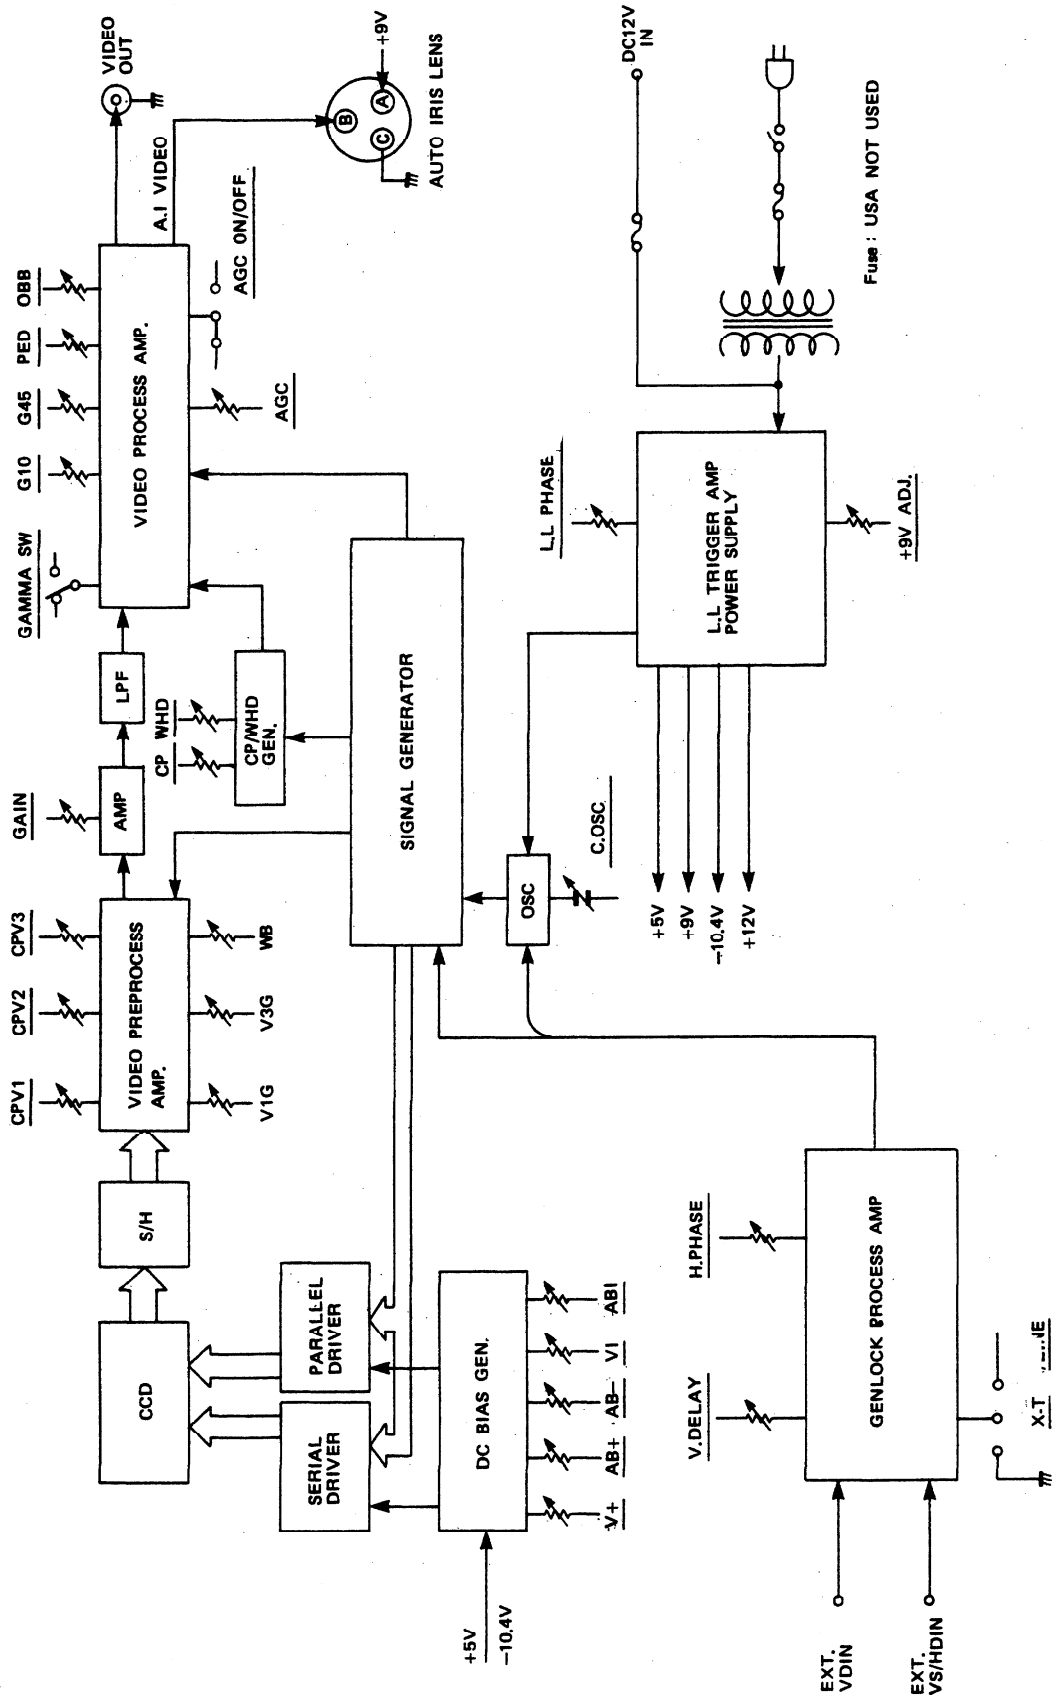 CCD
S/H
CPV1
CPV2
CPV3
VIDEO PREPROCESS
AMP.
V1G
V3G
WB
GAIN
AMP
LPF
GAMMA SW
G10
G45
PED
OBB
VIDEO PROCESS AMP.
VIDEO
OUT
A.I VIDEO
AGC
AGC ON/OFF
B
A
C
+9V
AUTO IRIS LENS
CP
WHD
CP/WHD
GEN.
SERIAL
DRIVER
PARALLEL
DRIVER
SIGNAL GENERATOR
DC BIAS GEN.
+5V
-10.4V
V+
AB+
AB-
VI
ABI
OSC
C.OSC
L.L PHASE
DC12V
IN
L.L TRIGGER AMP
POWER SUPPLY
+9V ADJ.
+5V
+9V
-10.4V
+12V
Fuse: USA NOT USED
V.DELAY
H.PHASE
GENLOCK PROCESS AMP
EXT.
VDIN
EXT.
VS/HDIN
X-T